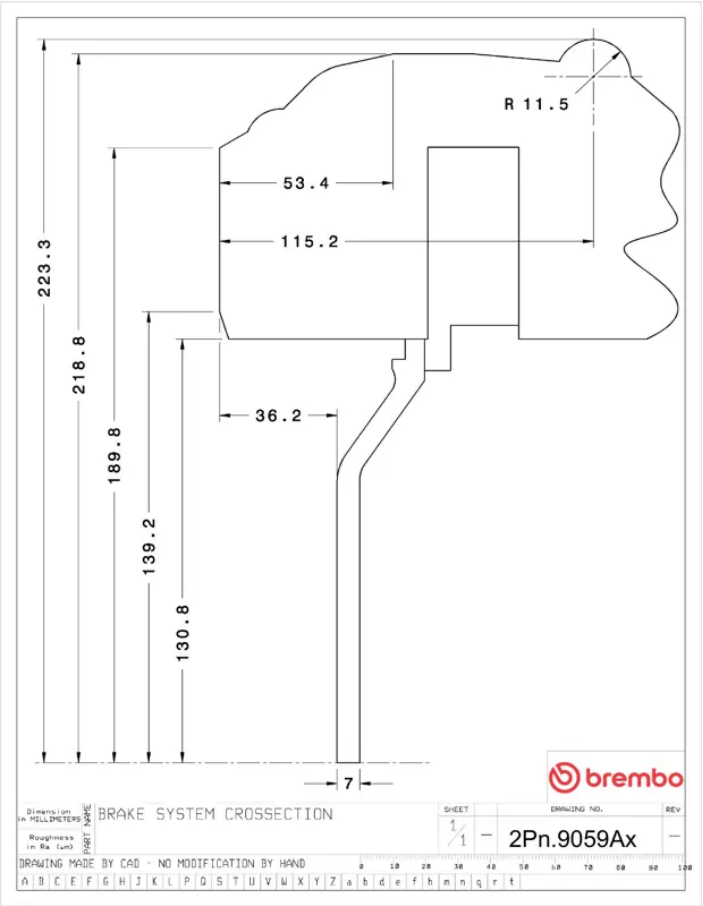 R 11.5
53.4
115.2
223.3
218.8
189.8
36.2
139.2
130.8
7
brembo
Dimension
in MILLIMETERS
Roughness
in Ra (µm)
PART NAME
BRAKE SYSTEM CROSSECTION
SHEET
1/1
–
DRAWING NO.
2Pn.9059Ax
REV
–
DRAWING MADE BY CAD - NO MODIFICATION BY HAND
0 10 20 30 40 50 60 70 80 90 100
A B C E F G H J K L P Q S T U V W X Y Z a b d e f h m n q r t